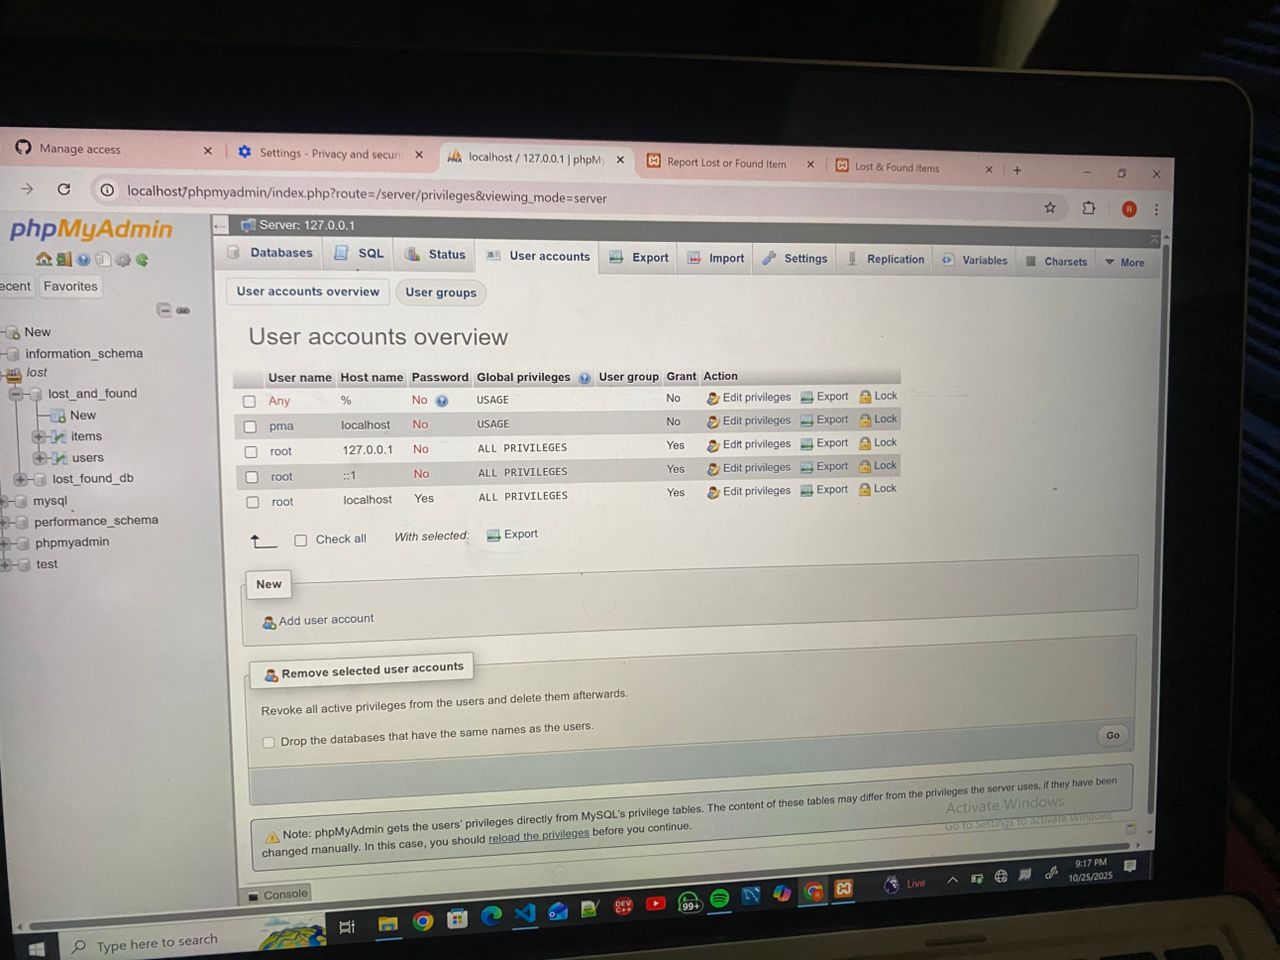 Manage access
Settings - Privacy and securi
localhost / 127.0.0.1 | phpMy
Report Lost or Found Item
Lost & Found Items
localhost/phpmyadmin/index.php?route=/server/privileges&viewing_mode=server
phpMyAdmin
ecent Favorites
New
information_schema
lost
lost_and_found
New
items
users
lost_found_db
mysql
performance_schema
phpmyadmin
test
Server: 127.0.0.1
Databases SQL Status User accounts Export Import Settings Replication Variables Charsets More
User accounts overview User groups
User accounts overview
User name Host name Password Global privileges User group Grant Action
Any % No USAGE No Edit privileges Export Lock
pma localhost No USAGE No Edit privileges Export Lock
root 127.0.0.1 No ALL PRIVILEGES Yes Edit privileges Export Lock
root ::1 No ALL PRIVILEGES Yes Edit privileges Export Lock
root localhost Yes ALL PRIVILEGES Yes Edit privileges Export Lock
Check all With selected: Export
New
Add user account
Remove selected user accounts
Revoke all active privileges from the users and delete them afterwards.
Drop the databases that have the same names as the users.
Go
Note: phpMyAdmin gets the users' privileges directly from MySQL's privilege tables. The content of these tables may differ from the privileges the server uses, if they have been
changed manually. In this case, you should reload the privileges before you continue.
Activate Windows
Go to Settings to activate Windows.
Console
Type here to search
DEV
C++
99+
Live
9:17 PM
10/25/2025